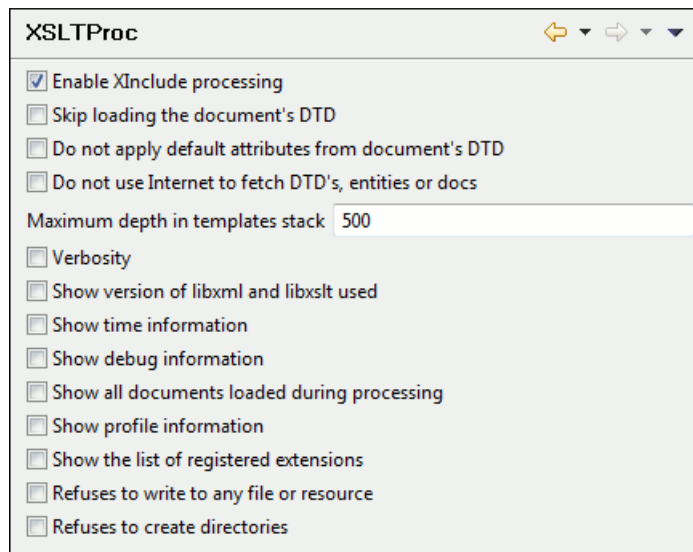 XSLTProc
Enable XInclude processing
Skip loading the document's DTD
Do not apply default attributes from document's DTD
Do not use Internet to fetch DTD's, entities or docs
Maximum depth in templates stack 500
Verbosity
Show version of libxml and libxslt used
Show time information
Show debug information
Show all documents loaded during processing
Show profile information
Show the list of registered extensions
Refuses to write to any file or resource
Refuses to create directories